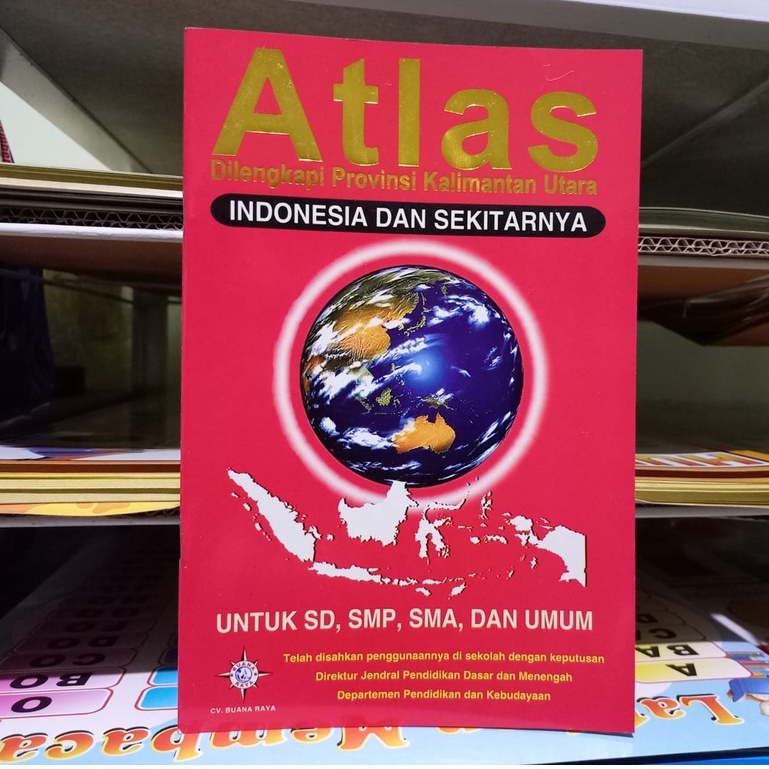 Atlas
Dilengkapi Provinsi Kalimantan Utara
INDONESIA DAN SEKITARNYA
UNTUK SD, SMP, SMA, DAN UMUM
Telah disahkan penggunaannya di sekolah dengan keputusan
Direktur Jendral Pendidikan Dasar dan Menengah
Departemen Pendidikan dan Kebudayaan
CV. BUANA RAYA
Membaca